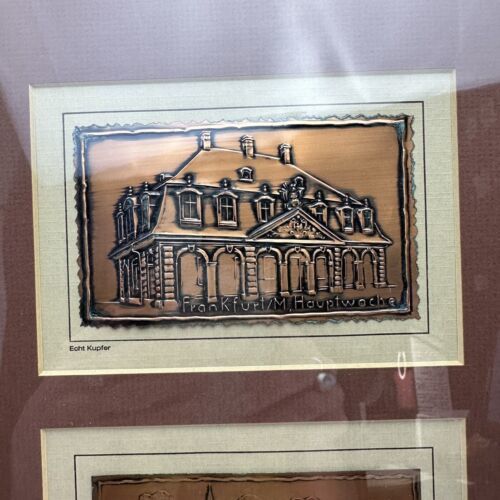 Frankfurt/M. Hauptwache
Echt Kupfer